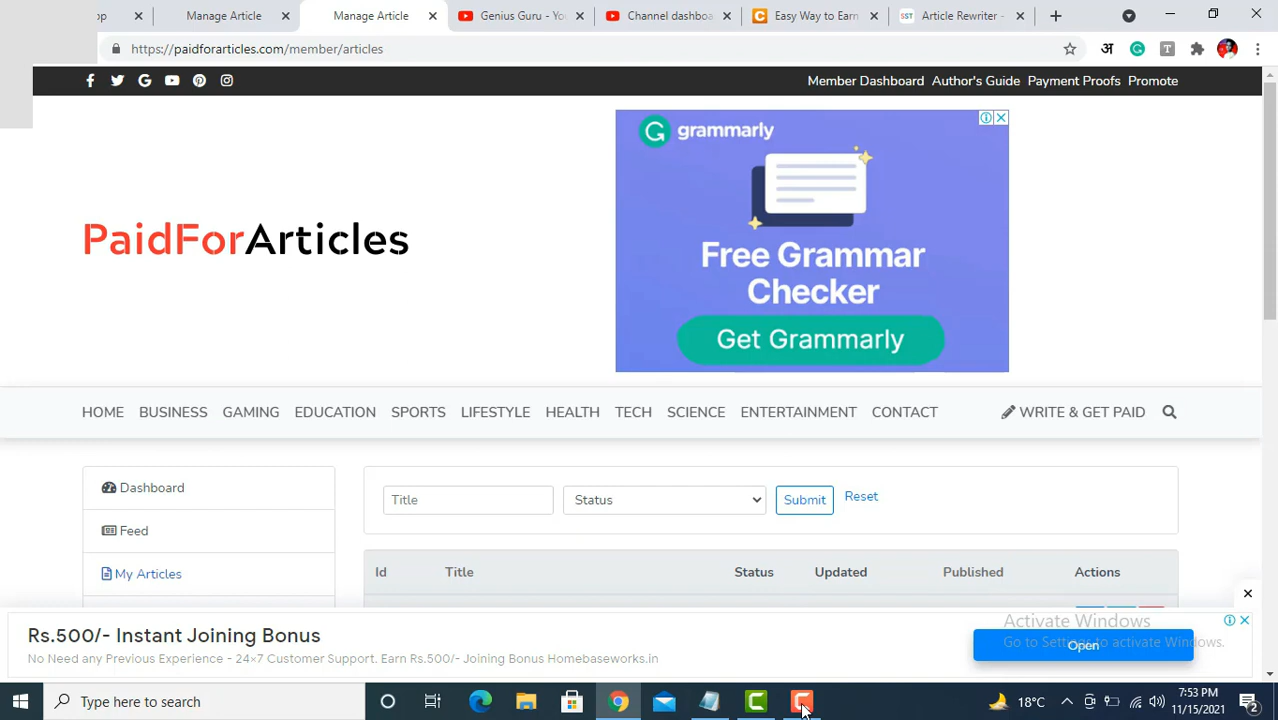 op
Manage Article
Manage Article
Genius Guru - Yo
Channel dashboa
Easy Way to Earn
SST
Article Rewriter -
https://paidforarticles.com/member/articles
अ
T
Member Dashboard
Author's Guide
Payment Proofs
Promote
grammarly
Free Grammar
Checker
Get Grammarly
PaidForArticles
HOME
BUSINESS
GAMING
EDUCATION
SPORTS
LIFESTYLE
HEALTH
TECH
SCIENCE
ENTERTAINMENT
CONTACT
WRITE & GET PAID
Dashboard
Feed
My Articles
Title
Status
Submit
Reset
Id
Title
Status
Updated
Published
Actions
Rs.500/- Instant Joining Bonus
No Need any Previous Experience - 24×7 Customer Support. Earn Rs.500/- Joining Bonus Homebaseworks.in
Open
Activate Windows
Go to Settings to activate Windows.
Type here to search
18°C
7:53 PM
11/15/2021
2